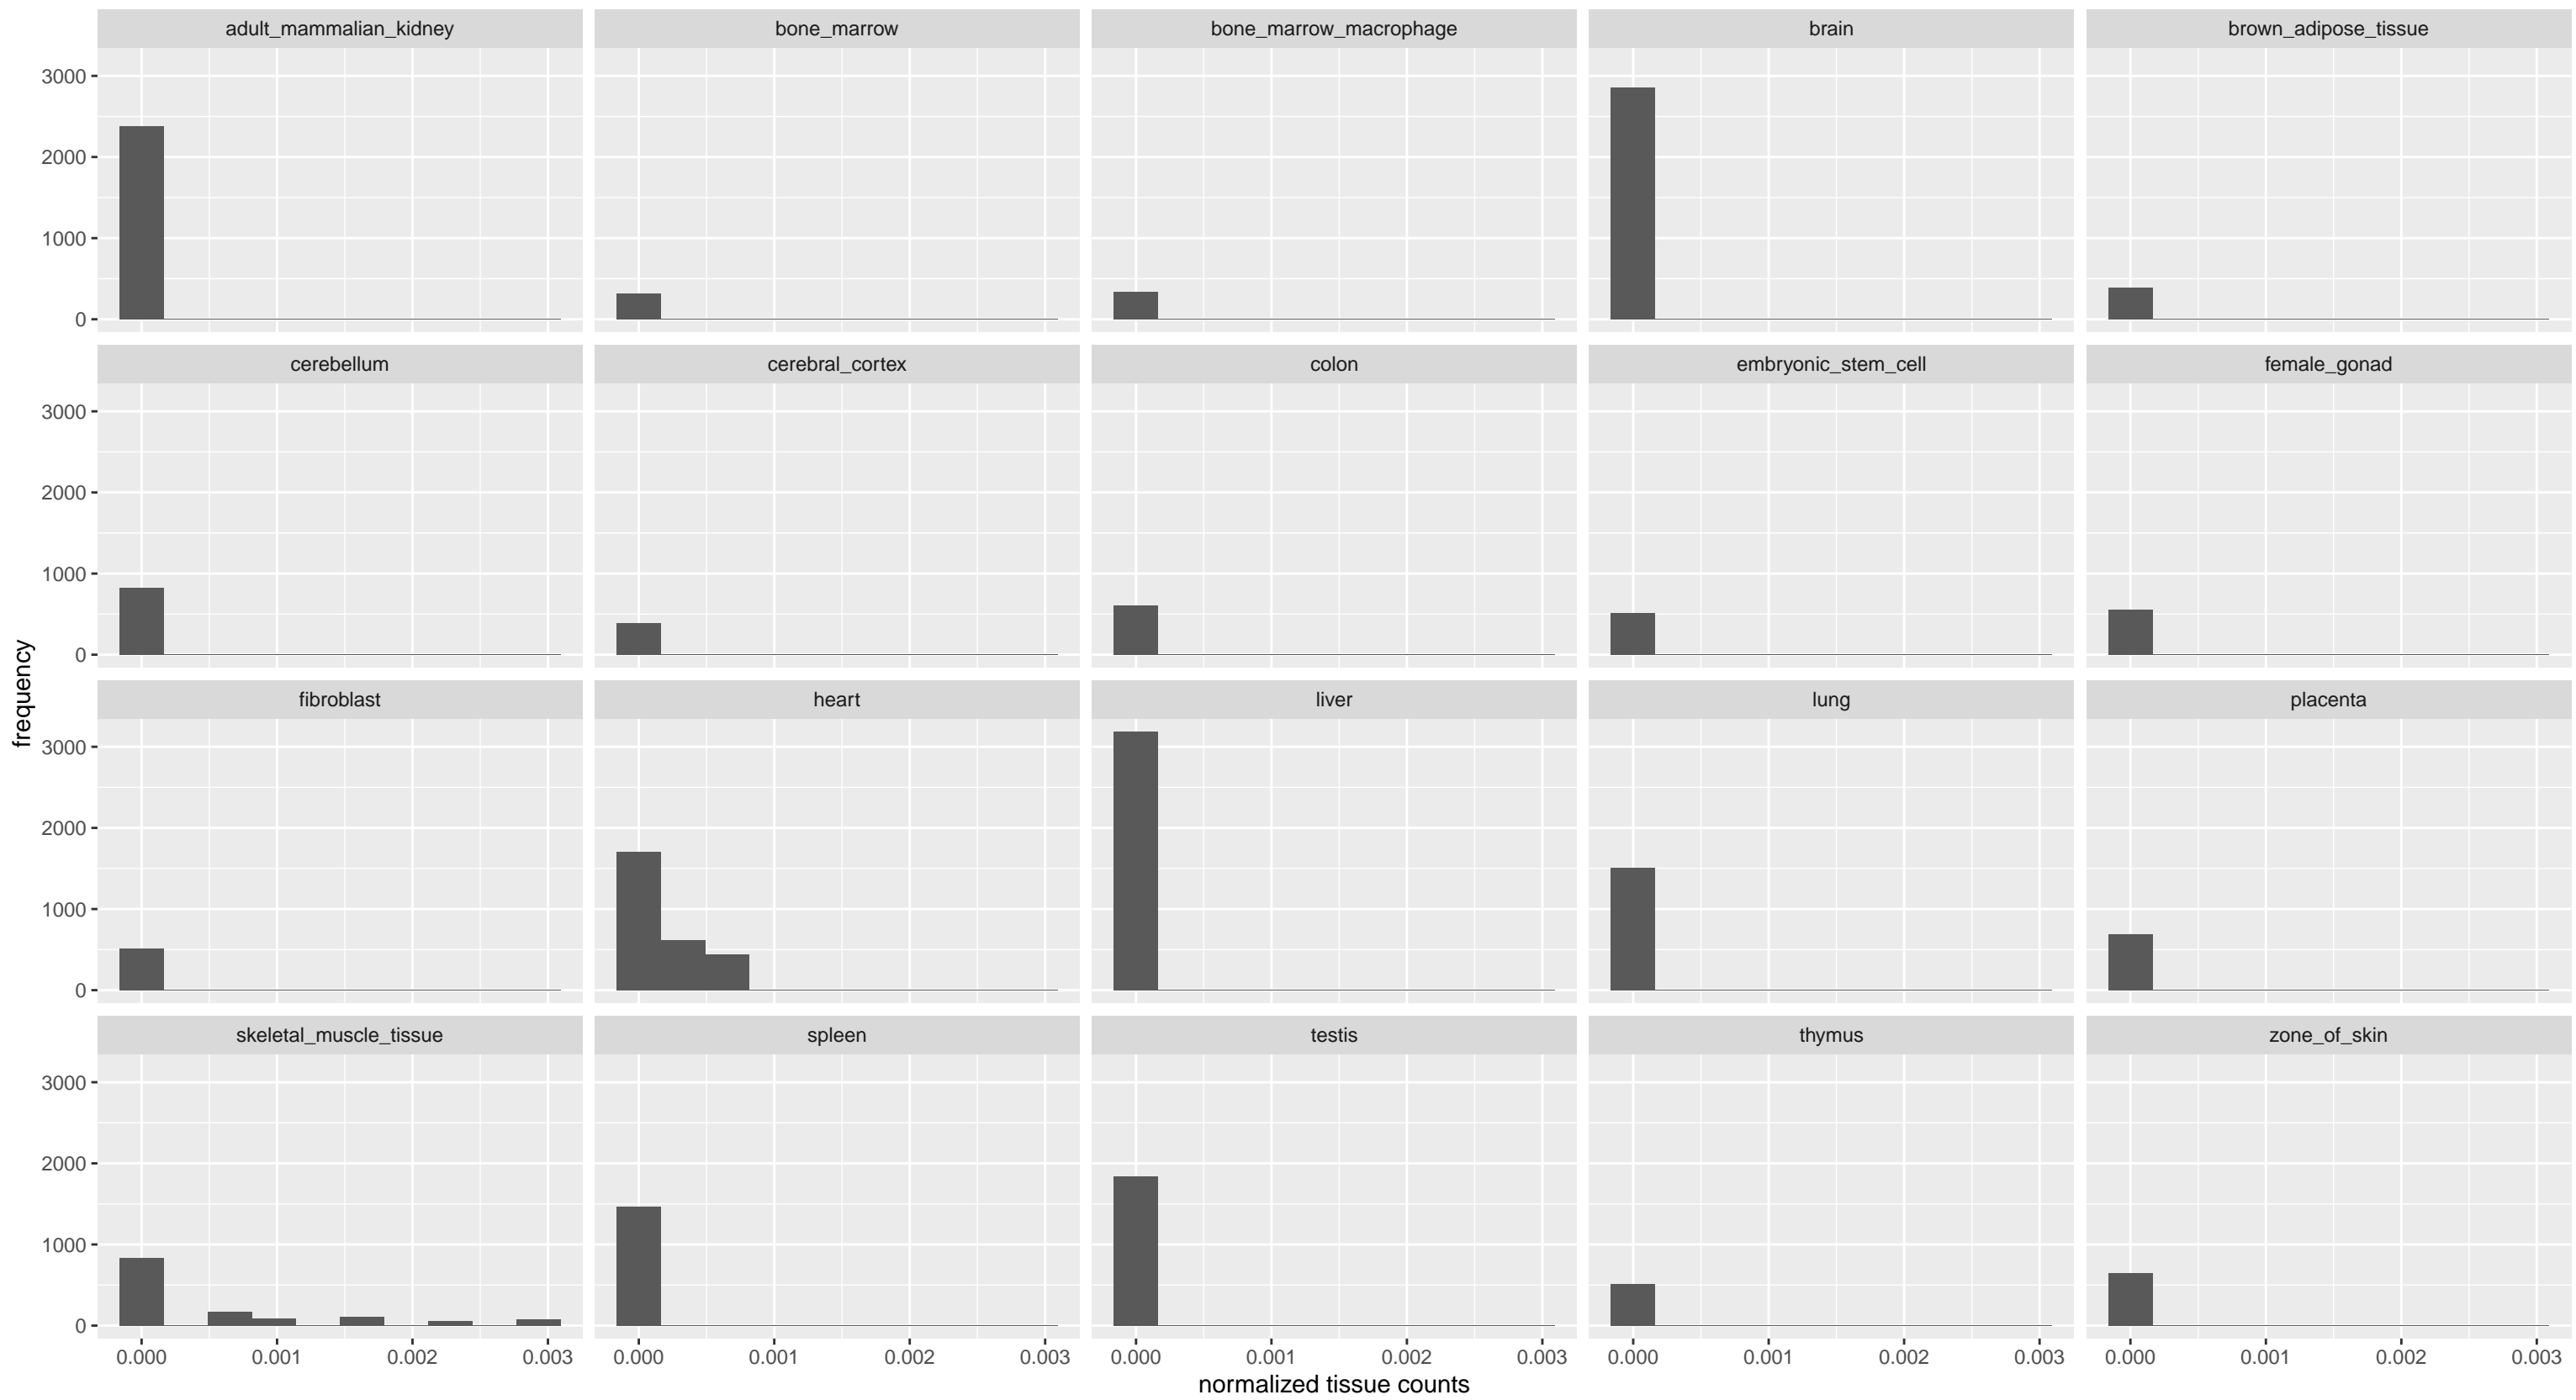 adult_mammalian_kidney bone_marrow bone_marrow_macrophage brain brown_adipose_tissue
3000
2000
1000
0
cerebellum cerebral_cortex colon embryonic_stem_cell female_gonad
3000
2000
1000
0
frequency
fibroblast heart liver lung placenta
3000
2000
1000
0
skeletal_muscle_tissue spleen testis thymus zone_of_skin
3000
2000
1000
0
0.000 0.001 0.002 0.003 0.000 0.001 0.002 0.003 0.000 0.001 0.002 0.003 0.000 0.001 0.002 0.003 0.000 0.001 0.002 0.003
normalized tissue counts